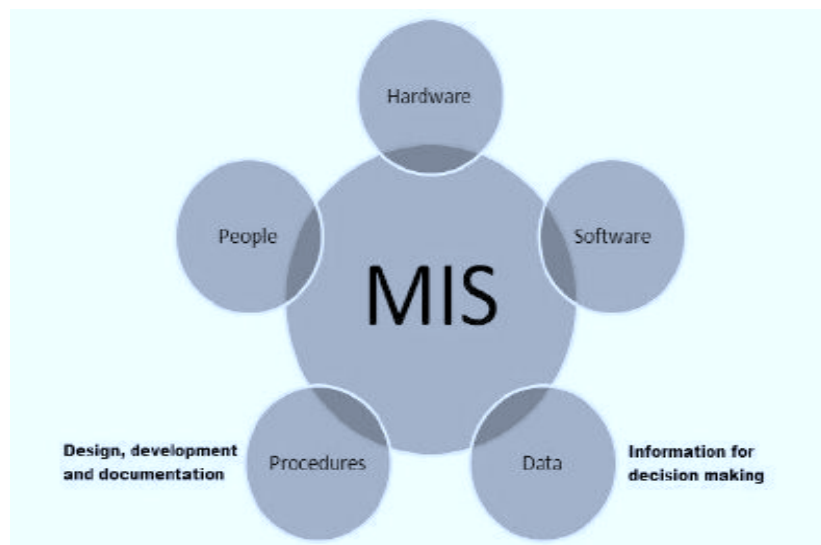 Hardware
People
Software
MIS
Design, development
and documentation
Procedures
Data
Information for
decision making